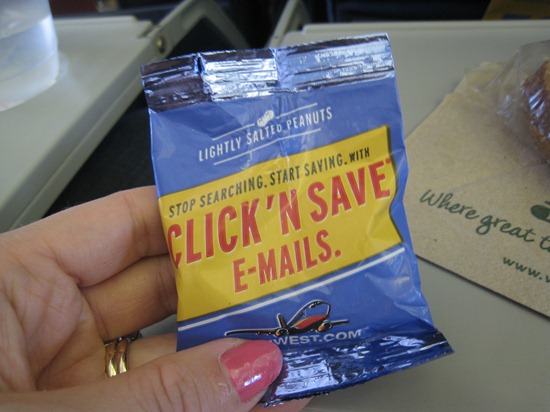 LIGHTLY SALTED PEANUTS
STOP SEARCHING. START SAVING. WITH
CLICK 'N SAVE
E-MAILS.
WEST.COM
Where great t
www.